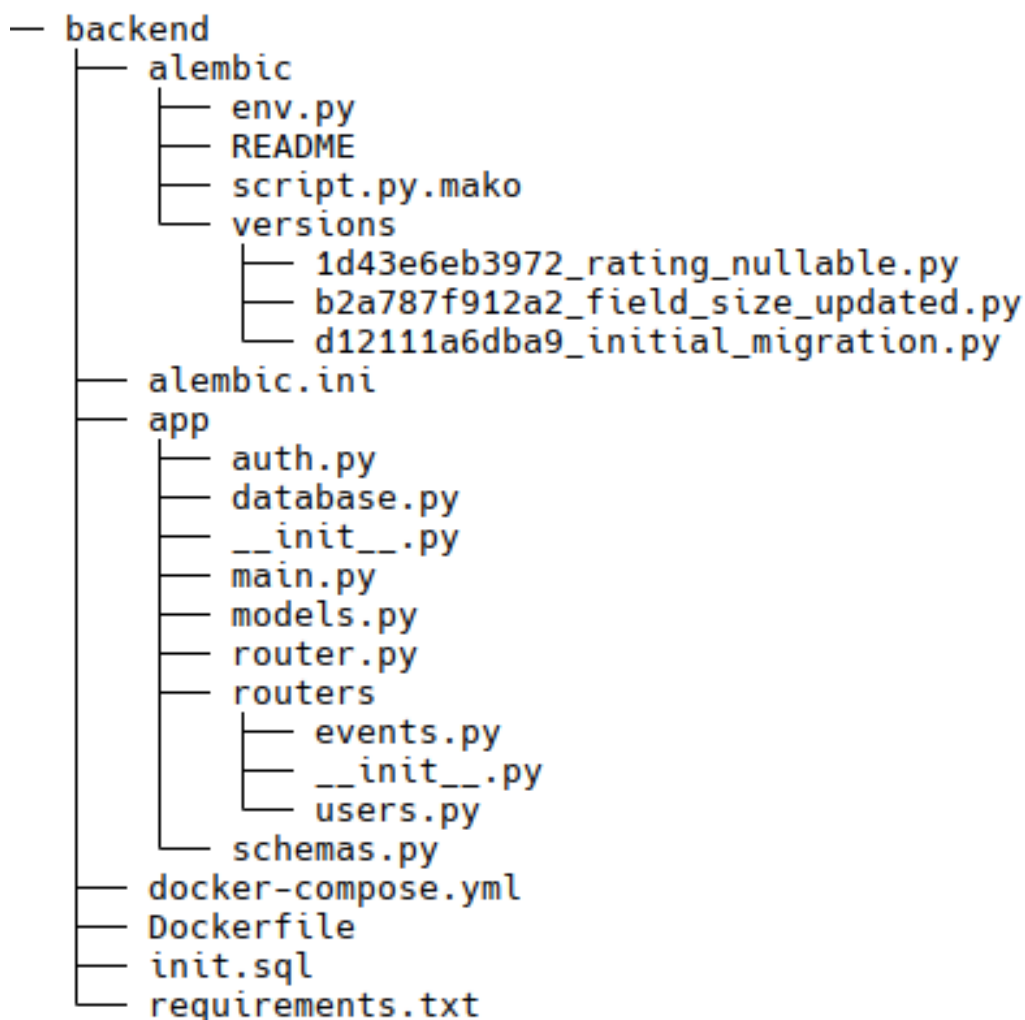 backend
alembic
env.py
README
script.py.mako
versions
1d43e6eb3972_rating_nullable.py
b2a787f912a2_field_size_updated.py
d12111a6dba9_initial_migration.py
alembic.ini
app
auth.py
database.py
__init__.py
main.py
models.py
router.py
routers
events.py
__init__.py
users.py
schemas.py
docker-compose.yml
Dockerfile
init.sql
requirements.txt